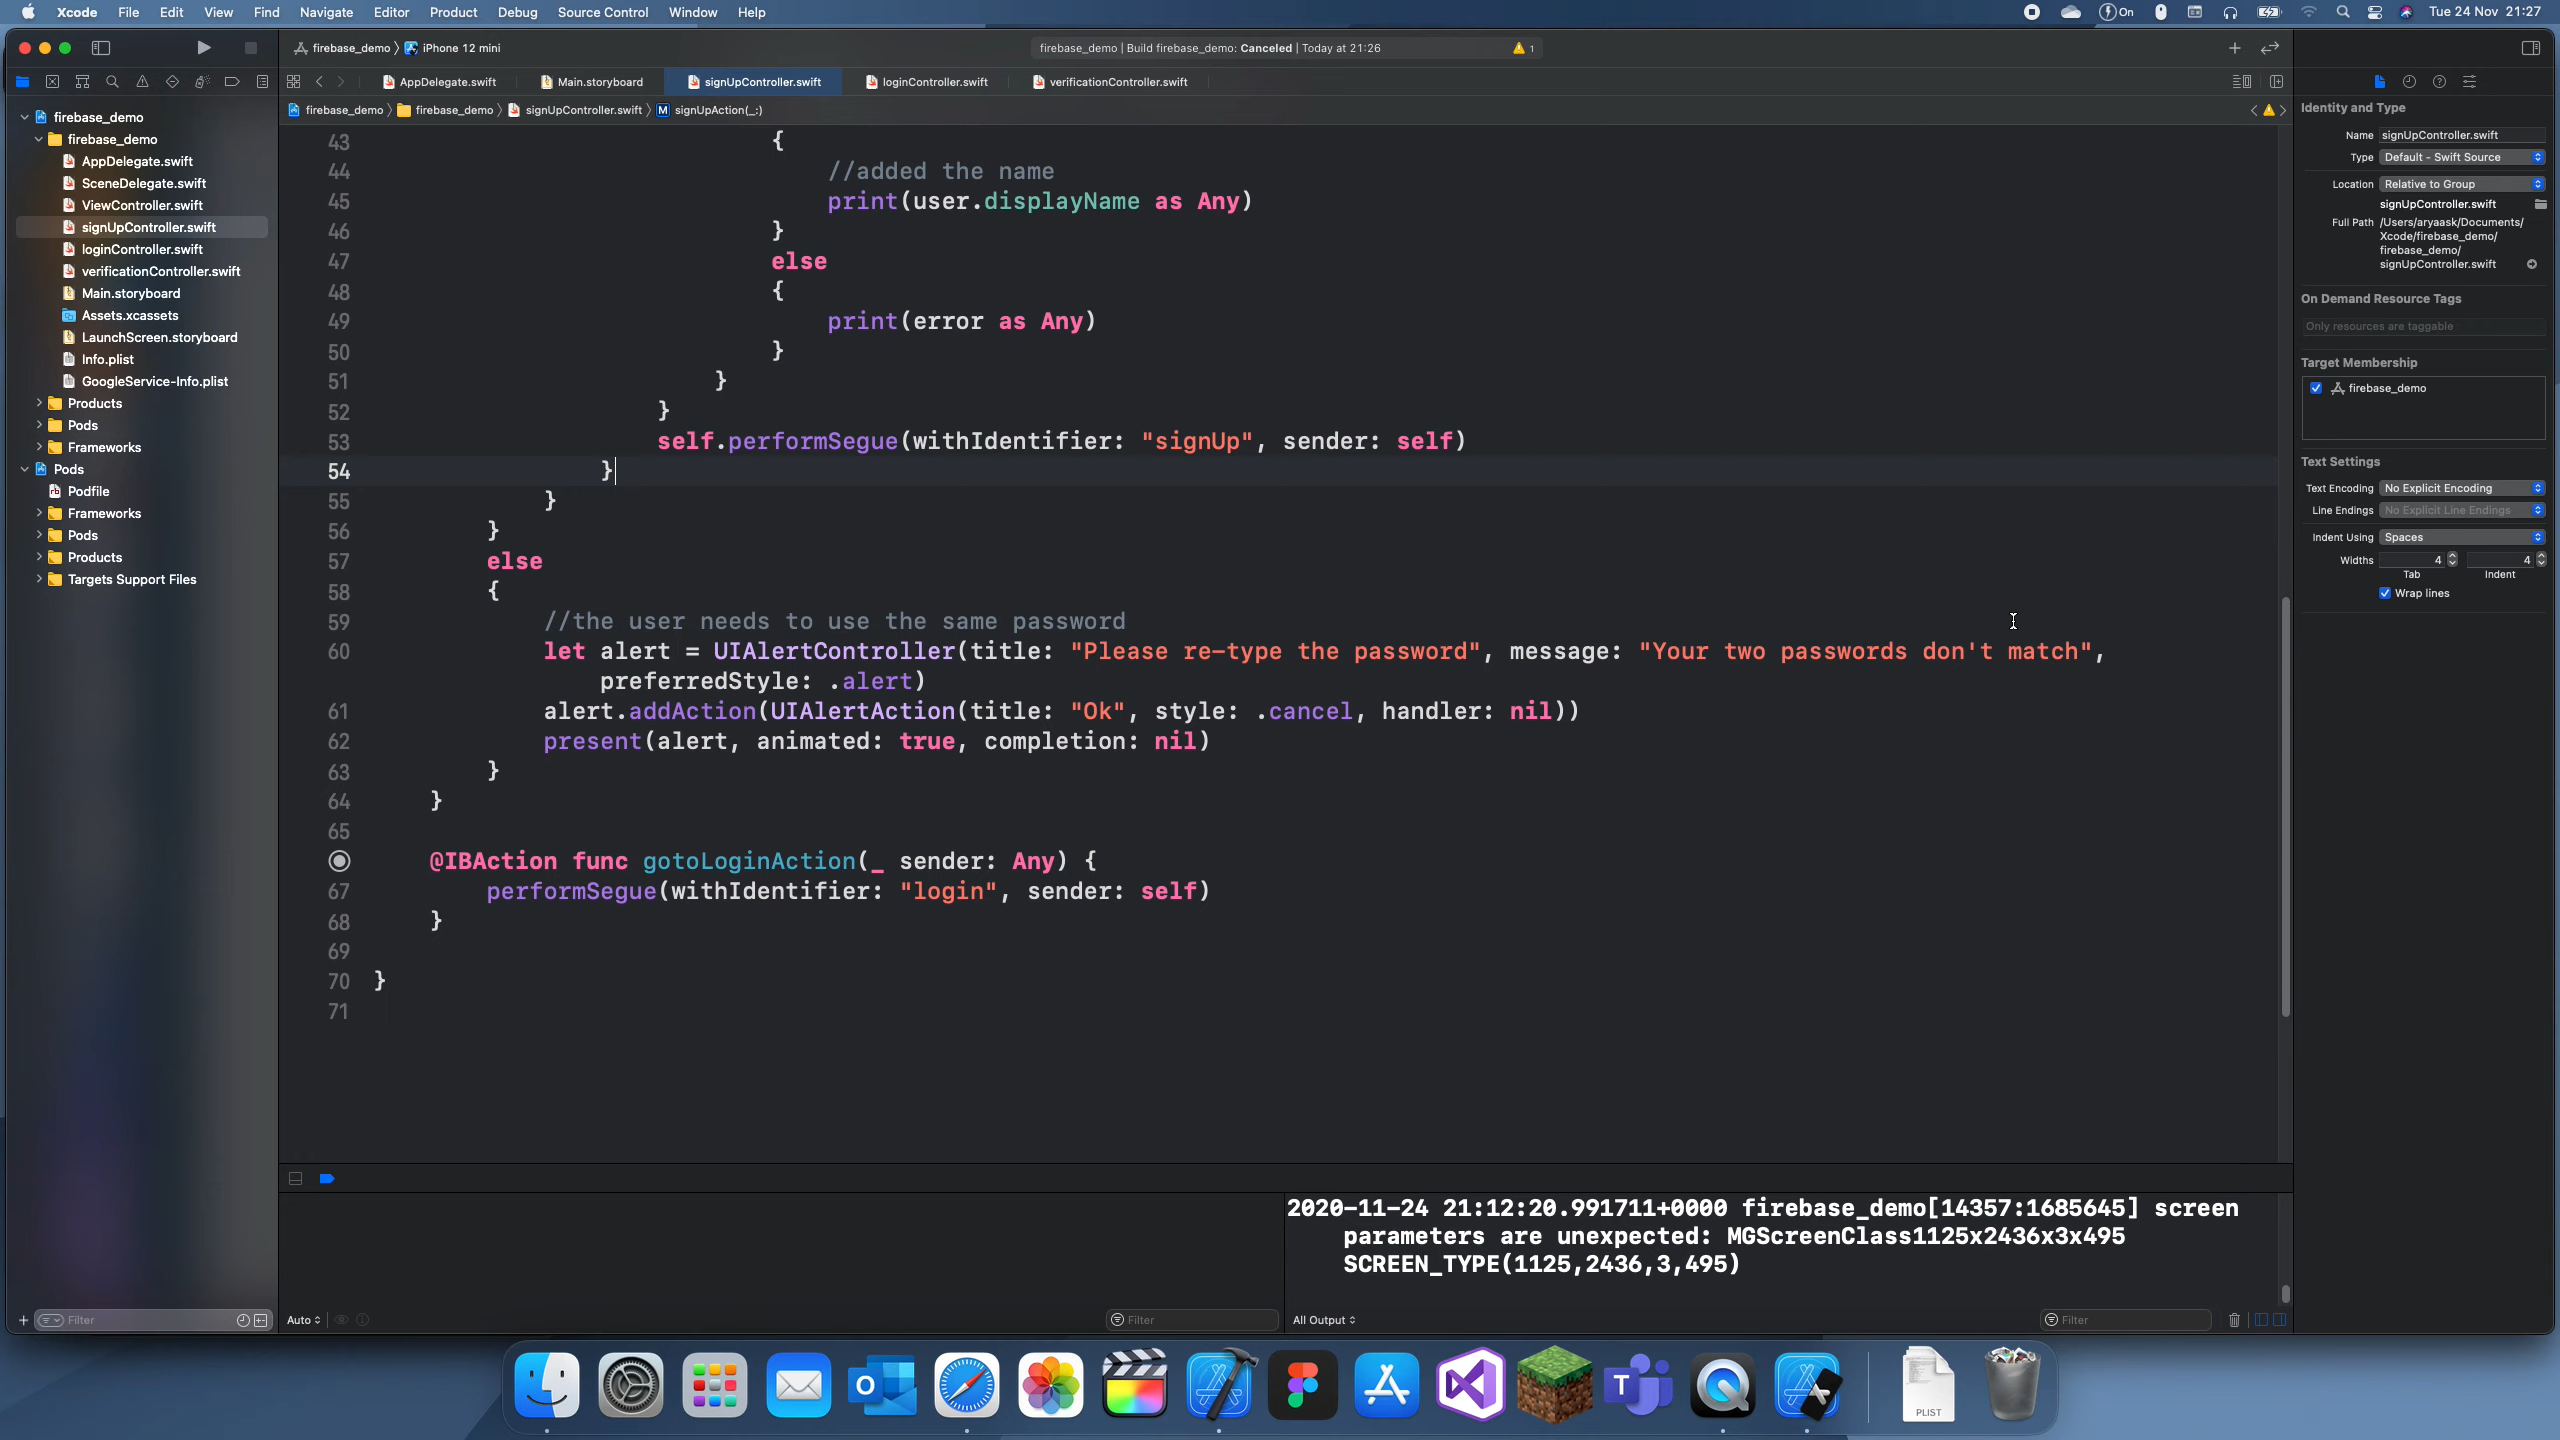 Xcode File Edit View Find Navigate Editor Product Debug Source Control Window Help
On
Tue 24 Nov 21:27
firebase_demo iPhone 12 mini
firebase_demo | Build firebase_demo: Canceled | Today at 21:26
1
AppDelegate.swift
Main.storyboard
signUpController.swift
loginController.swift
verificationController.swift
firebase_demo firebase_demo signUpController.swift M signUpAction(_:)
firebase_demo
firebase_demo
AppDelegate.swift
SceneDelegate.swift
ViewController.swift
signUpController.swift
loginController.swift
verificationController.swift
Main.storyboard
Assets.xcassets
LaunchScreen.storyboard
Info.plist
GoogleService-Info.plist
Products
Pods
Frameworks
Pods
Podfile
Frameworks
Pods
Products
Targets Support Files
Filter
43 {
44 //added the name
45 print(user.displayName as Any)
46 }
47 else
48 {
49 print(error as Any)
50 }
51 }
52 }
53 self.performSegue(withIdentifier: "signUp", sender: self)
54 }
55 }
56 }
57 else
58 {
59 //the user needs to use the same password
60 let alert = UIAlertController(title: "Please re-type the password", message: "Your two passwords don't match",
preferredStyle: .alert)
61 alert.addAction(UIAlertAction(title: "Ok", style: .cancel, handler: nil))
62 present(alert, animated: true, completion: nil)
63 }
64 }
65
@IBAction func gotoLoginAction(_ sender: Any) {
67 performSegue(withIdentifier: "login", sender: self)
68 }
69
70 }
71
Auto
Filter
2020-11-24 21:12:20.991711+0000 firebase_demo[14357:1685645] screen
parameters are unexpected: MGScreenClass1125x2436x3x495
SCREEN_TYPE(1125,2436,3,495)
All Output
Filter
Identity and Type
Name signUpController.swift
Type Default - Swift Source
Location Relative to Group
signUpController.swift
Full Path /Users/aryaask/Documents/
Xcode/firebase_demo/
firebase_demo/
signUpController.swift
On Demand Resource Tags
Only resources are taggable
Target Membership
firebase_demo
Text Settings
Text Encoding No Explicit Encoding
Line Endings No Explicit Line Endings
Indent Using Spaces
Widths 4 4
Tab Indent
Wrap lines
PLIST